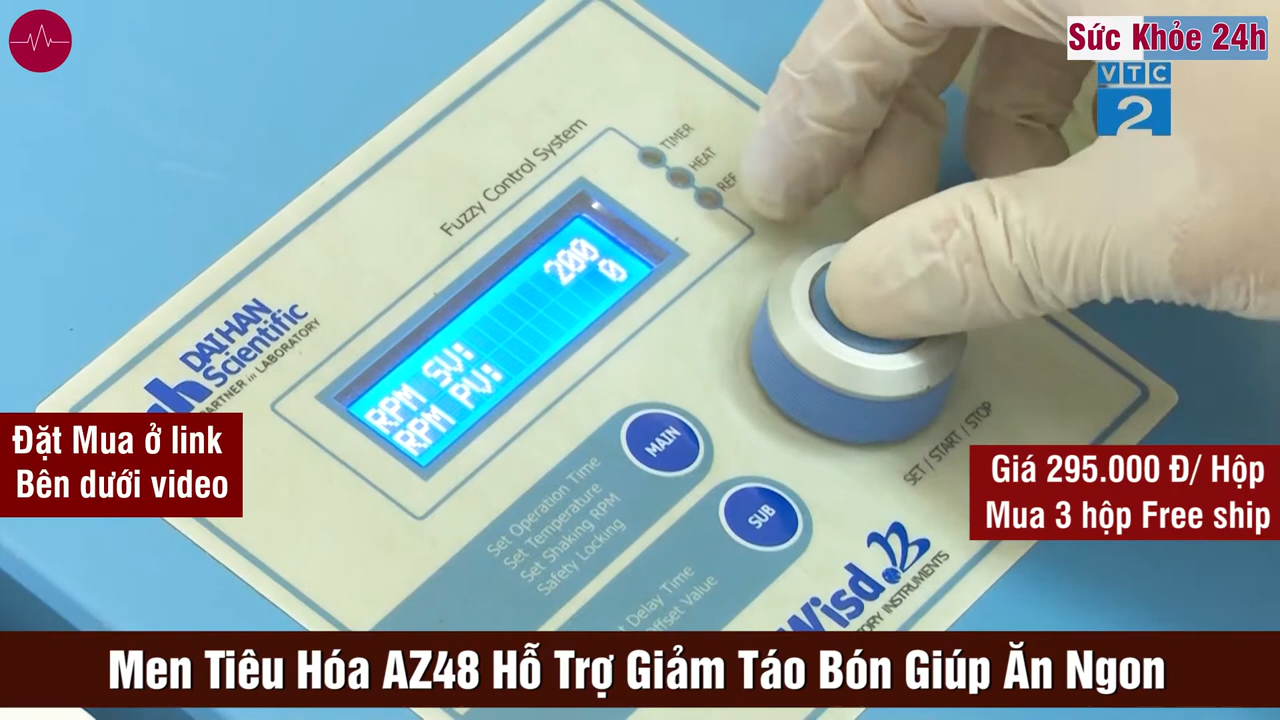 Sức Khỏe 24h
VTC
2
TIMER
HEAT
REF
Fuzzy Control System
DAIHAN
Scientific
PARTNER in LABORATORY
200
0
RPM SV:
RPM PV:
MAIN
SET / START / STOP
Set Operation Time
Set Temperature
Set Shaking RPM
Safety Locking
SUB
Delay Time
Offset Value
Wisd
INSTRUMENTS
Đặt Mua ở link
Bên dưới video
Giá 295.000 Đ/ Hộp
Mua 3 hộp Free ship
Men Tiêu Hóa AZ48 Hỗ Trợ Giảm Táo Bón Giúp Ăn Ngon